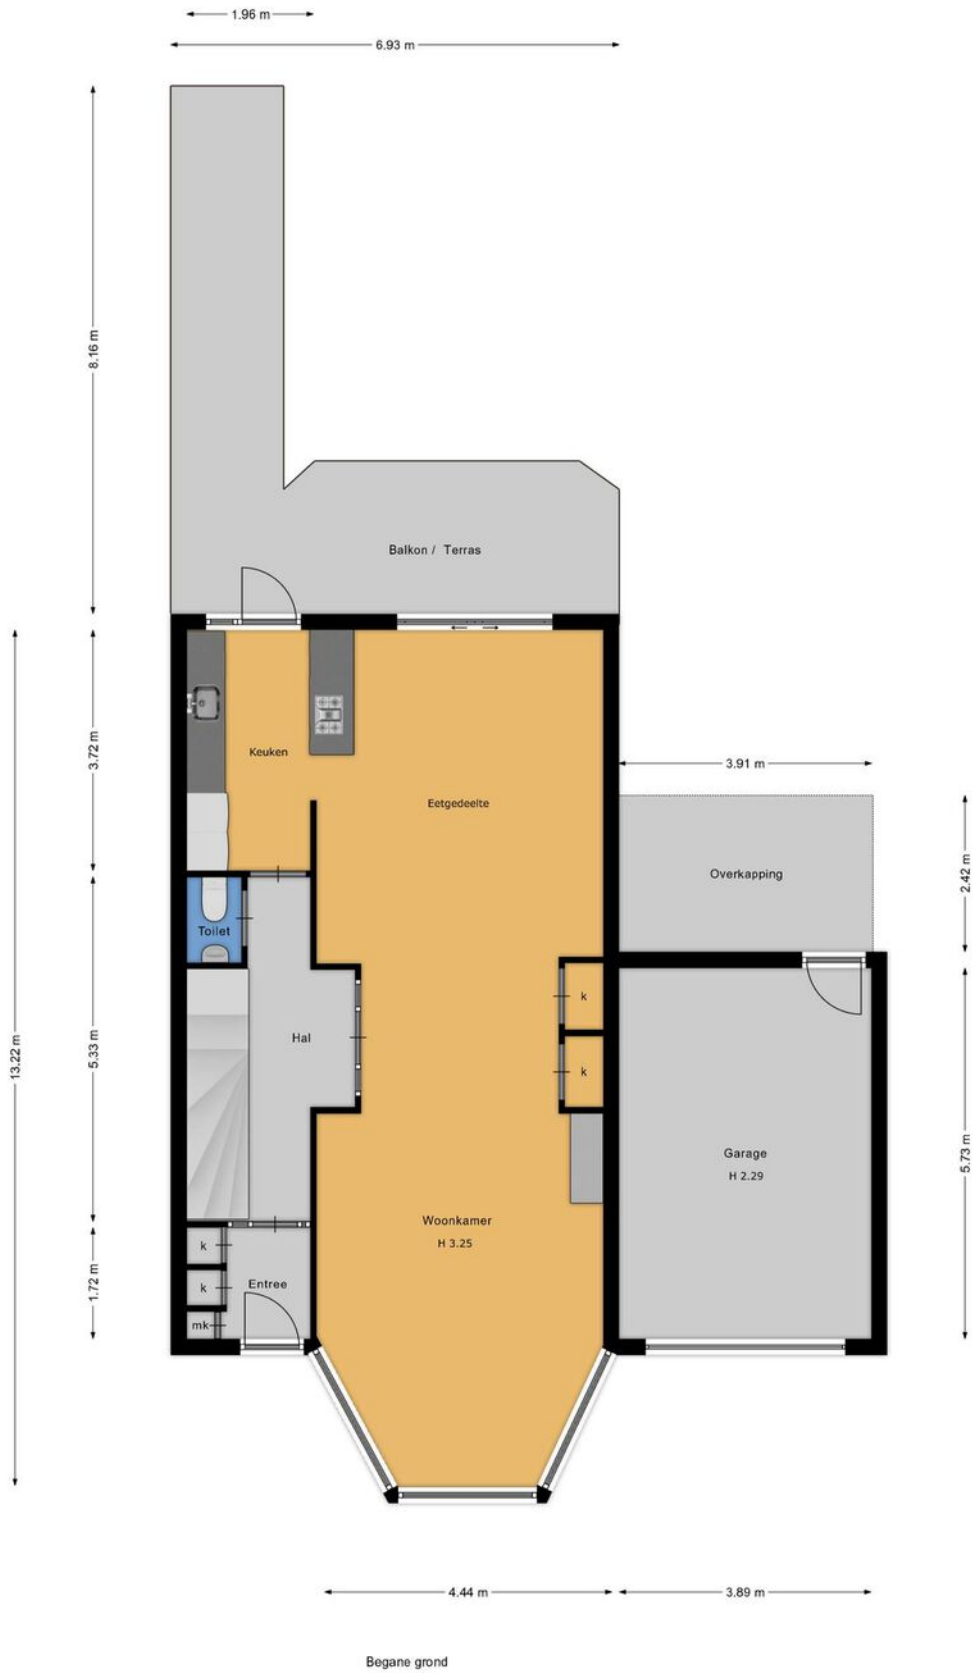 1.96 m
6.93 m
8.16 m
Balkon / Terras
3.72 m
Keuken
3.91 m
Eetgedeelte
Overkapping
2.42 m
Toilet
k
Hal
13.22 m
5.33 m
k
Garage
H 2.29
5.73 m
Woonkamer
H 3.25
k
Entree
k
1.72 m
mk
4.44 m
3.89 m
Begane grond